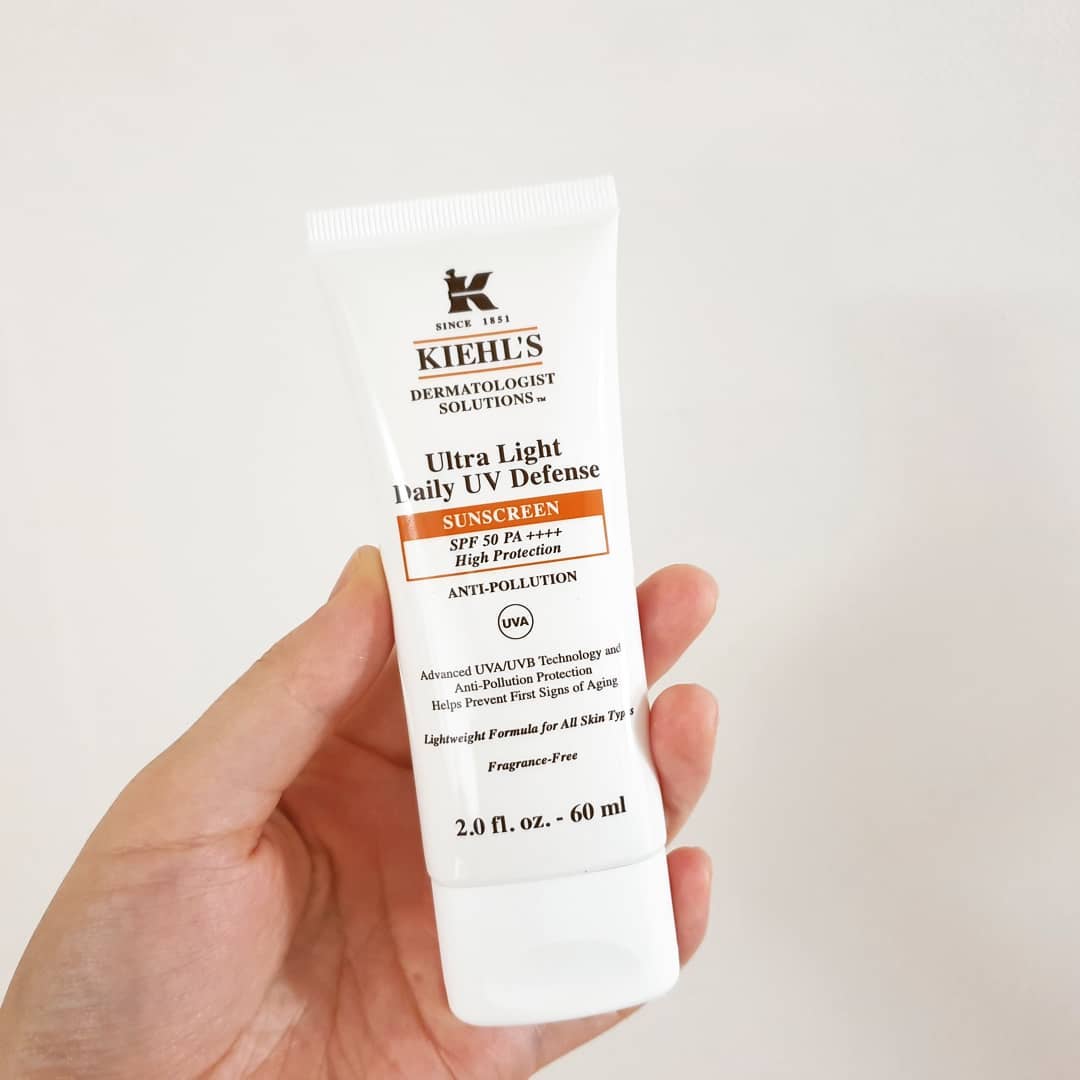 K
SINCE 1851
KIEHL'S
DERMATOLOGIST
SOLUTIONS™
Ultra Light
Daily UV Defense
SUNSCREEN
SPF 50 PA ++++
High Protection
ANTI-POLLUTION
UVA
Advanced UVA/UVB Technology and
Anti-Pollution Protection
Helps Prevent First Signs of Aging
Lightweight Formula for All Skin Types
Fragrance-Free
2.0 fl. oz. - 60 ml